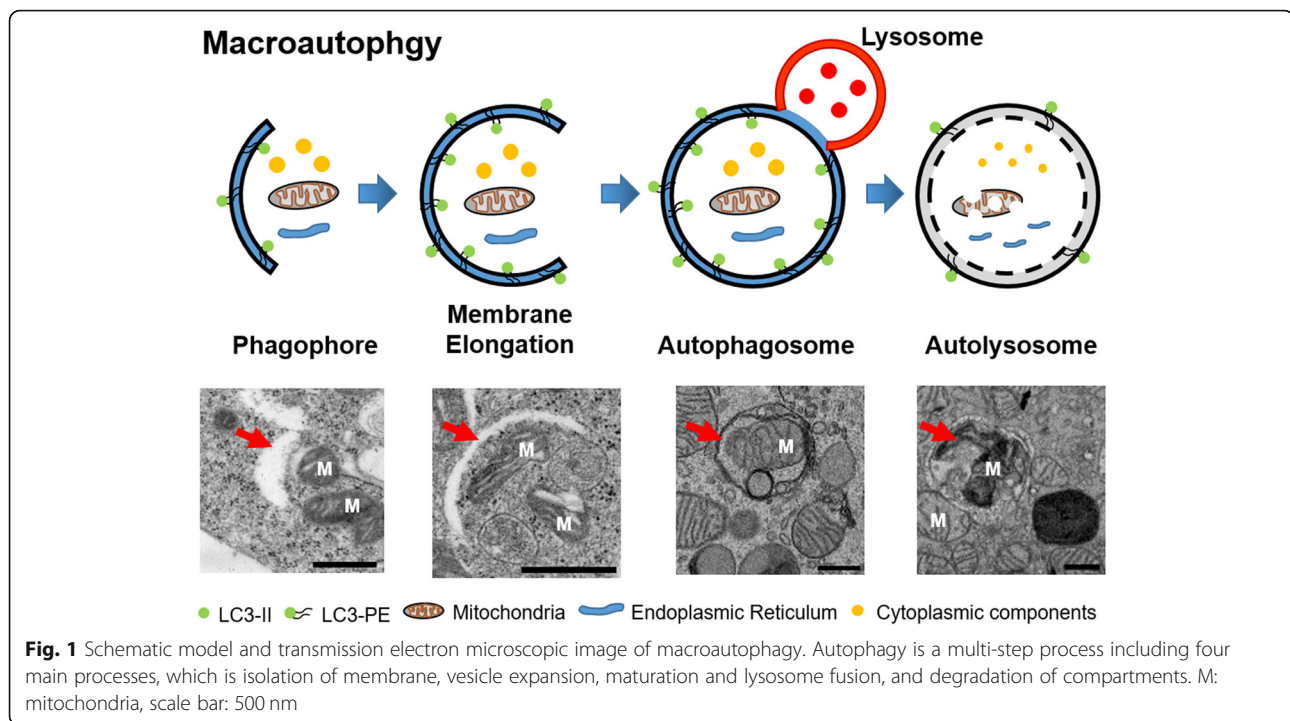 Macroautophgy
Lysosome
Phagophore
Membrane
Elongation
Autophagosome
Autolysosome
M
M
M
M
M
M
M
LC3-II LC3-PE Mitochondria Endoplasmic Reticulum Cytoplasmic components
Fig. 1 Schematic model and transmission electron microscopic image of macroautophagy. Autophagy is a multi-step process including four
main processes, which is isolation of membrane, vesicle expansion, maturation and lysosome fusion, and degradation of compartments. M:
mitochondria, scale bar: 500 nm